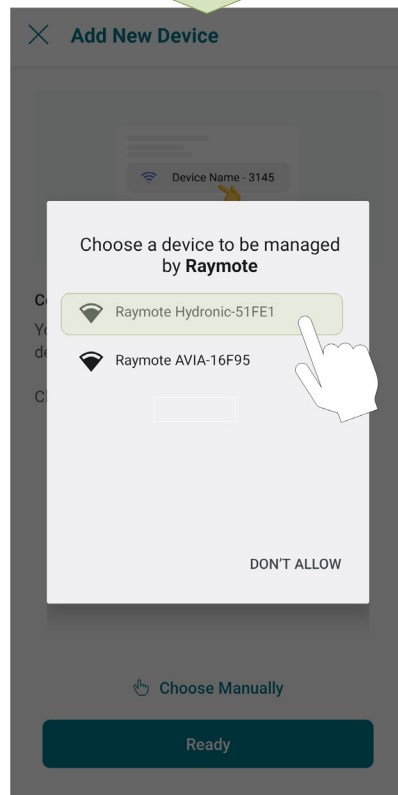 Add New Device
Device Name - 3145
Choose a device to be managed
by Raymote
Raymote Hydronic-51FE1
Raymote AVIA-16F95
DON'T ALLOW
Choose Manually
Ready